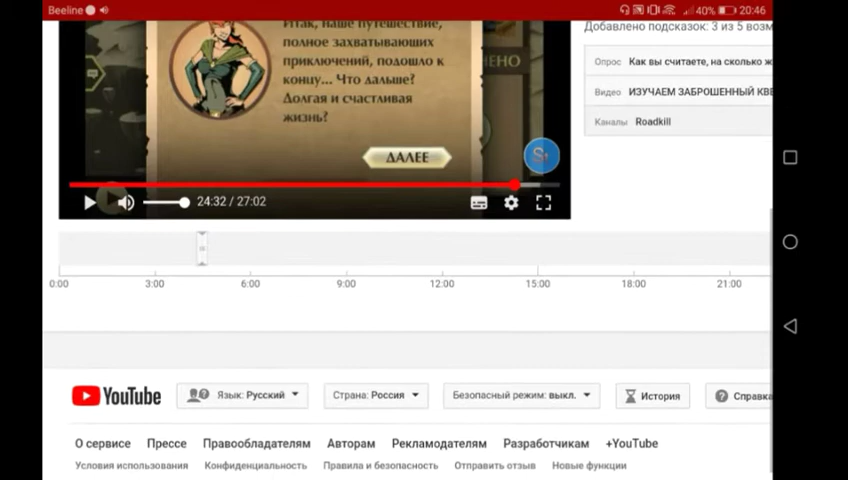 Beeline
40%
20:46
Итак, наше путешествие,
полное захватывающих
приключений, подошло к
концу... Что дальше?
Долгая и счастливая
жизнь?
ДАЛЕЕ
24:32 / 27:02
Добавлено подсказок: 3 из 5
Опрос Как вы считаете, на сколько
Видео ИЗУЧАЕМ ЗАБРОШЕННЫЙ
Каналы Roadkill
0:00 3:00 6:00 9:00 12:00 15:00 18:00 21:00
YouTube
Язык: Русский
Страна: Россия
Безопасный режим: выкл.
История
Справка
О сервисе Прессе Правообладателям Авторам Рекламодателям Разработчикам +YouTube
Условия использования Конфиденциальность Правила и безопасность Отправить отзыв Новые функции